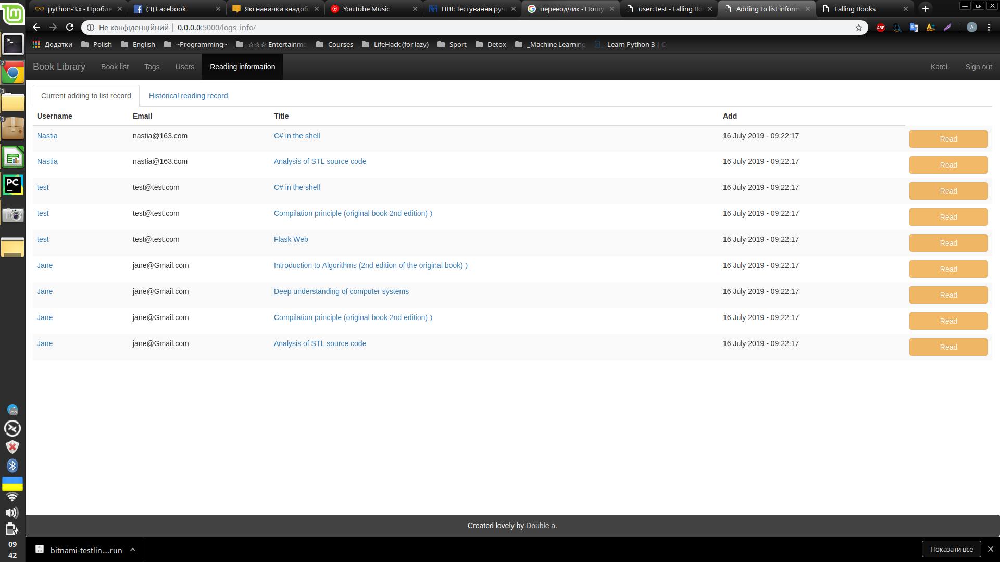 python-3.x - Пробле
(3) Facebook
Які навички знадоб
YouTube Music
ПВІ: Тестування руч
переводчик - Пошу
user: test - Falling Bo
Adding to list inform
Falling Books
Не конфіденційний
0.0.0.0:5000/logs_info/
ABP
A
Додатки
Polish
English
~Programming~
☆☆☆ Entertainme
Courses
LifeHack (for lazy)
Sport
Detox
_Machine Learning
Learn Python 3 | C
Book Library
Book list
Tags
Users
Reading information
KateL
Sign out
Current adding to list record
Historical reading record
Username Email Title Add
Nastia nastia@163.com C# in the shell 16 July 2019 - 09:22:17 Read
Nastia nastia@163.com Analysis of STL source code 16 July 2019 - 09:22:17 Read
test test@test.com C# in the shell 16 July 2019 - 09:22:17 Read
test test@test.com Compilation principle (original book 2nd edition) ) 16 July 2019 - 09:22:17 Read
test test@test.com Flask Web 16 July 2019 - 09:22:17 Read
Jane jane@Gmail.com Introduction to Algorithms (2nd edition of the original book) ) 16 July 2019 - 09:22:17 Read
Jane jane@Gmail.com Deep understanding of computer systems 16 July 2019 - 09:22:17 Read
Jane jane@Gmail.com Compilation principle (original book 2nd edition) ) 16 July 2019 - 09:22:17 Read
Jane jane@Gmail.com Analysis of STL source code 16 July 2019 - 09:22:17 Read
Created lovely by Double a.
bitnami-testlin....run
Показати все
2
3
3
PC
255
09
42